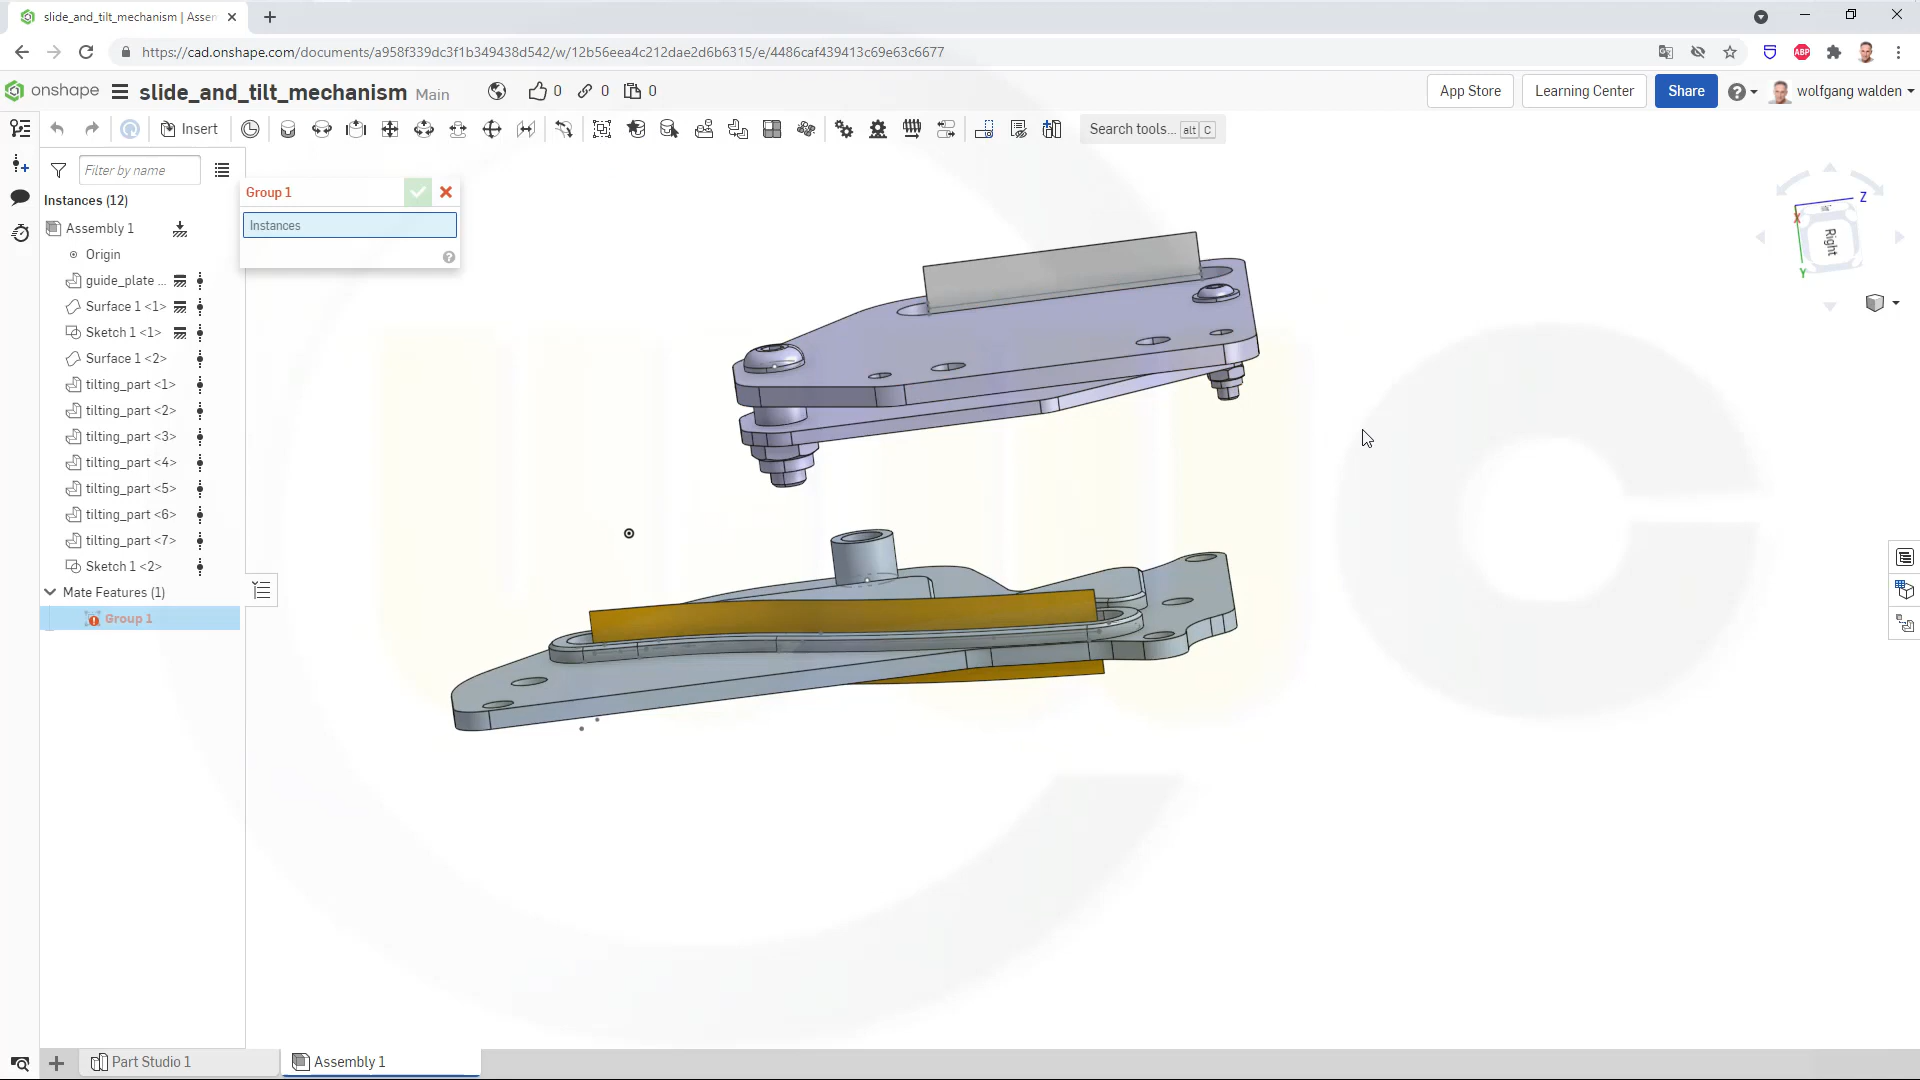 slide_and_tilt_mechanism | Assem
https://cad.onshape.com/documents/a958f339dc3f1b349438d542/w/12b56eea4c212dae2d6b6315/e/4486caf439413c69e63c6677
ABP
onshape slide_and_tilt_mechanism Main 0 0 0
App Store Learning Center Share wolfgang walden
Insert Search tools... alt C
Filter by name
Instances (12)
Assembly 1
Origin
guide_plate ...
Surface 1 <1>
Sketch 1 <1>
Surface 1 <2>
tilting_part <1>
tilting_part <2>
tilting_part <3>
tilting_part <4>
tilting_part <5>
tilting_part <6>
tilting_part <7>
Sketch 1 <2>
Mate Features (1)
Group 1
Group 1
Instances
Z
X
Right
Y
Part Studio 1 Assembly 1